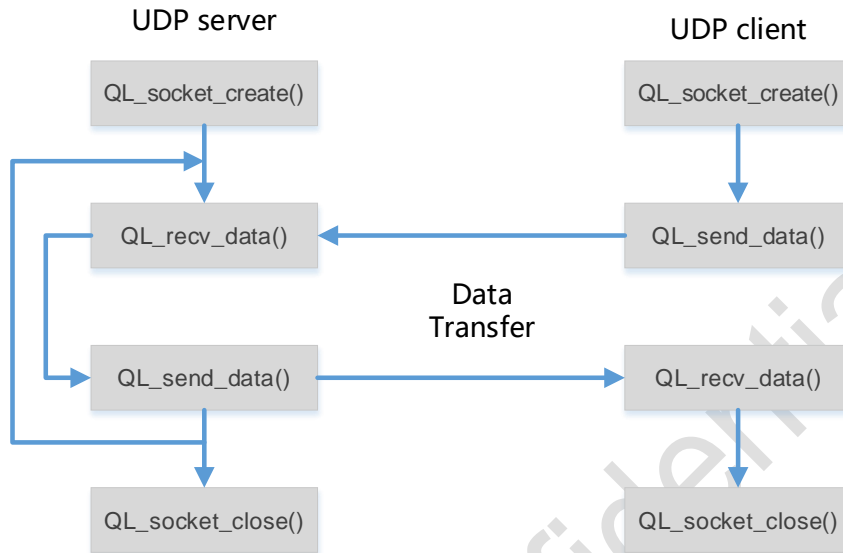 UDP server
UDP client
QL_socket_create()
QL_socket_create()
QL_recv_data()
QL_send_data()
Data
Transfer
QL_send_data()
QL_recv_data()
QL_socket_close()
QL_socket_close()